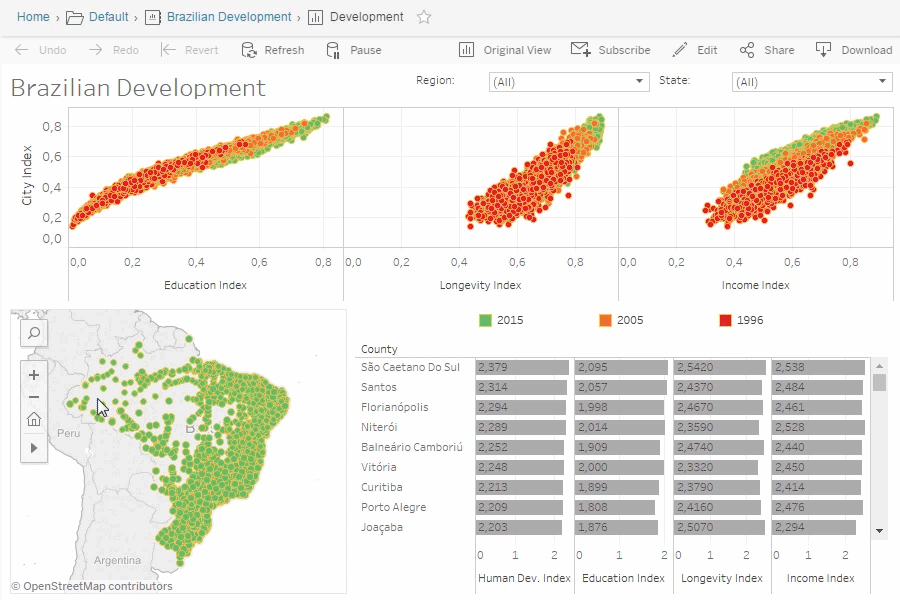 Home › Default › Brazilian Development › Development
Undo Redo Revert Refresh Pause Original View Subscribe Edit Share Download
Brazilian Development
Region: (All) State: (All)
City Index
0,8
0,6
0,4
0,2
0,0
0,0 0,2 0,4 0,6 0,8 0,0 0,2 0,4 0,6 0,8 0,0 0,2 0,4 0,6 0,8
Education Index Longevity Index Income Index
Peru
B
Argentina
© OpenStreetMap contributors
2015 2005 1996
County
São Caetano Do Sul 2,379 2,095 2,5420 2,538
Santos 2,314 2,057 2,4370 2,484
Florianópolis 2,294 1,998 2,4670 2,461
Niterói 2,289 2,014 2,3590 2,528
Balneário Camboriú 2,252 1,909 2,4740 2,440
Vitória 2,248 2,000 2,3320 2,450
Curitiba 2,213 1,899 2,3790 2,414
Porto Alegre 2,209 1,808 2,4160 2,476
Joaçaba 2,203 1,876 2,5070 2,294
0 1 2 0 1 2 0 1 2 0 1 2
Human Dev. Index Education Index Longevity Index Income Index